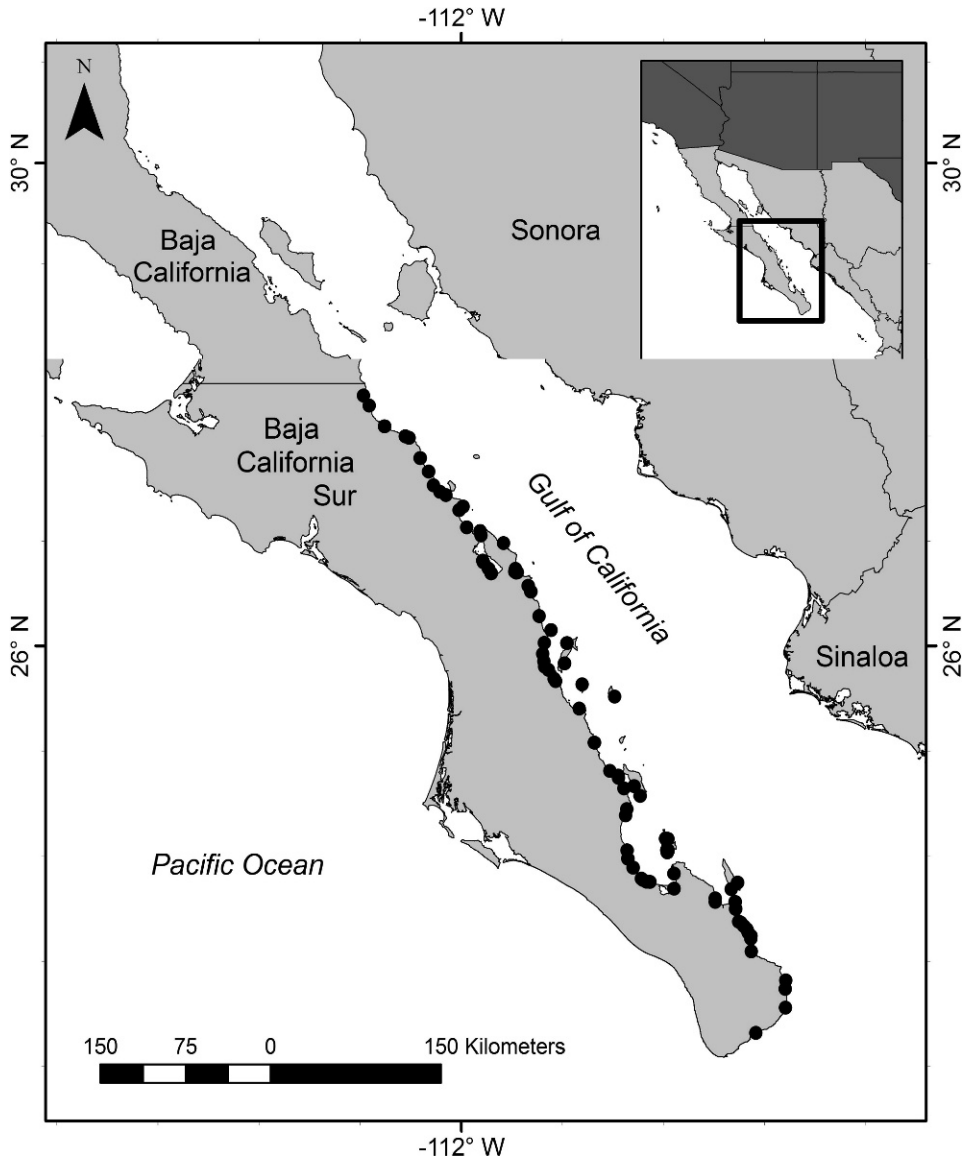 -112° W
N
30° N
30° N
Baja
California
Sonora
Baja
California
Sur
Gulf of California
26° N
26° N
Sinaloa
Pacific Ocean
150 75 0 150 Kilometers
-112° W